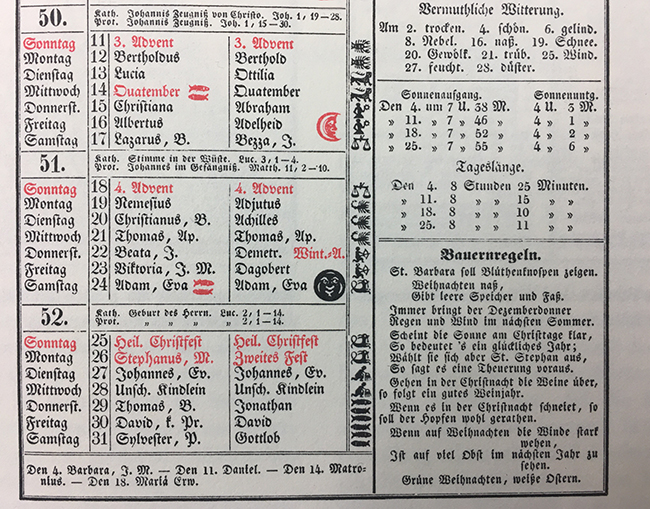 50.
Kath. Johannis Zeugniß von Christo. Joh. 1, 19–28.
Prot. Johannis Zeugniß. Joh. 1, 15–30.
Sonntag 11 3. Advent 3. Advent
Montag 12 Bertholdus Berthold
Dienstag 13 Lucia Ottilia
Mittwoch 14 Quatember Quatember
Donnerst. 15 Christiana Abraham
Freitag 16 Albertus Adelheid
Samstag 17 Lazarus, B. Bezza, J.
51.
Kath. Stimme in der Wüste. Luc. 3, 1–4.
Prot. Johannes im Gefängniß. Matth. 11, 2–10.
Sonntag 18 4. Advent 4. Advent
Montag 19 Nemesius Adjutus
Dienstag 20 Christianus, B. Achilles
Mittwoch 21 Thomas, Ap. Thomas, Ap.
Donnerst. 22 Beata, J. Demetr. Wint.=A.
Freitag 23 Viktoria, J. M. Dagobert
Samstag 24 Adam, Eva Adam, Eva
52.
Kath. Geburt des Herrn. Luc. 2, 1–14.
Prot. „ „ „ „ 2, 1–14.
Sonntag 25 Heil. Christfest Heil. Christfest
Montag 26 Stephanus, M. Zweites Fest
Dienstag 27 Johannes, Ev. Johannes, Ev.
Mittwoch 28 Unsch. Kindlein Unsch. Kindlein
Donnerst. 29 Thomas, B. Jonathan
Freitag 30 David, k. Pr. David
Samstag 31 Sylvester, P. Gottlob
Den 4. Barbara, J. M. — Den 11. Daniel. — Den 14. Matro-
nius. — Den 18. Mariä Erw.
Vermuthliche Witterung.
Am 2. trocken. 4. schön. 6. gelind.
8. Nebel. 16. naß. 19. Schnee.
20. Gewölk. 21. trüb. 25. Wind.
27. feucht. 28. düster.
Sonnenaufgang. Sonnenuntg.
Den 4. um 7 U. 38 M. 4 U. 3 M.
„ 11. „ 7 „ 46 „ 4 „ 1 „
„ 18. „ 7 „ 52 „ 4 „ 2 „
„ 25. „ 7 „ 55 „ 4 „ 6 „
Tageslänge.
Den 4. 8 Stunden 25 Minuten.
„ 11. 8 „ „ 15 „ „
„ 18. 8 „ „ 10 „ „
„ 25. 8 „ „ 11 „ „
Bauernregeln.
St. Barbara soll Blüthenknospen zeigen.
Weihnachten naß,
Gibt leere Speicher und Faß.
Immer bringt der Dezemberdonner
Regen und Wind im nächsten Sommer.
Scheint die Sonne am Christtage klar,
So bedeutet es ein glückliches Jahr;
Wählt sie sich aber St. Stephan aus,
So sagt es eine Theuerung voraus.
Gehen in der Christnacht die Weine über,
so folgt ein gutes Weinjahr.
Wenn es in der Christnacht schneiet, so
soll der Hopfen wohl gerathen.
Wenn auf Weihnachten die Winde stark
wehen,
Ist auf viel Obst im nächsten Jahr zu
sehen.
Grüne Weihnachten, weiße Ostern.